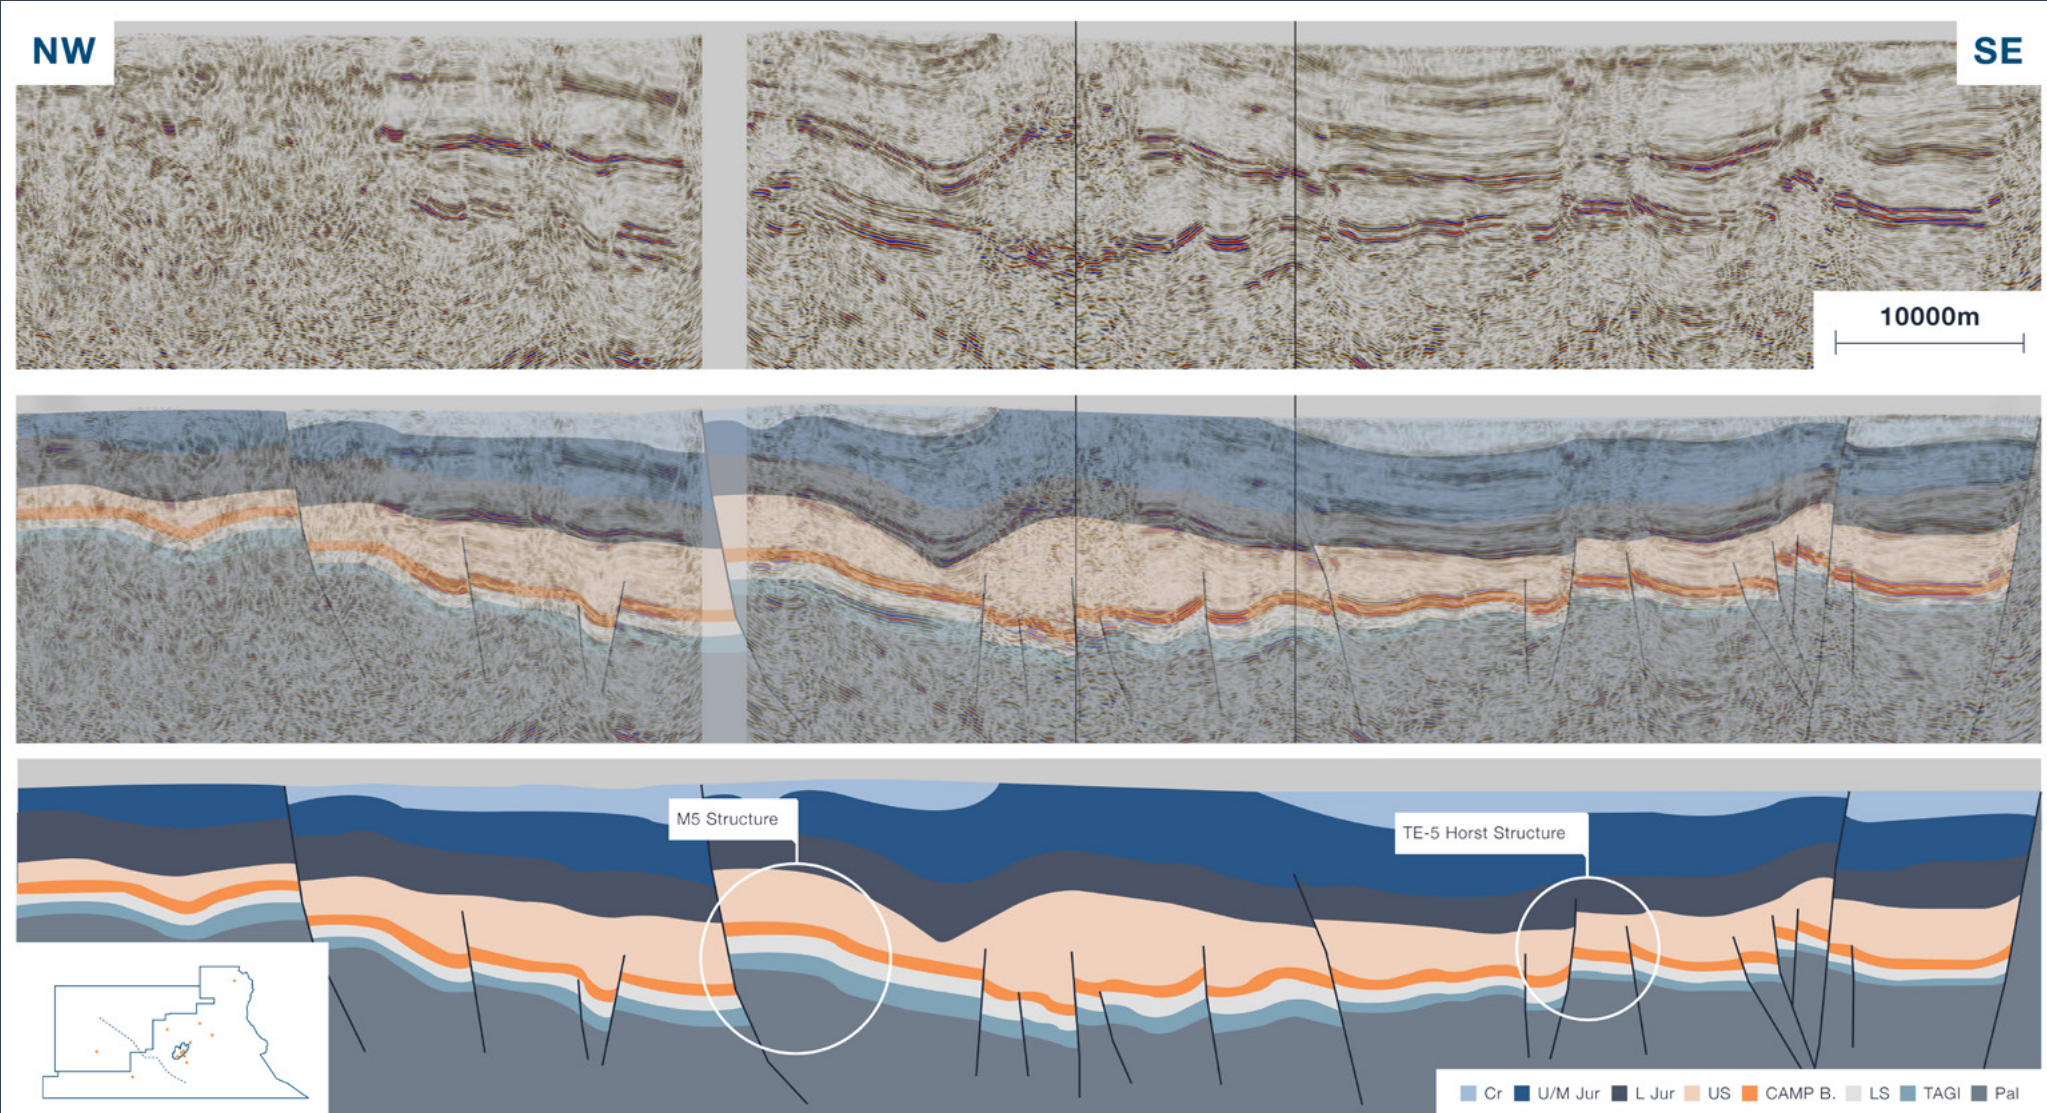 NW
SE
10000m
M5 Structure
TE-5 Horst Structure
Cr U/M Jur L Jur US CAMP B. LS TAGI Pal